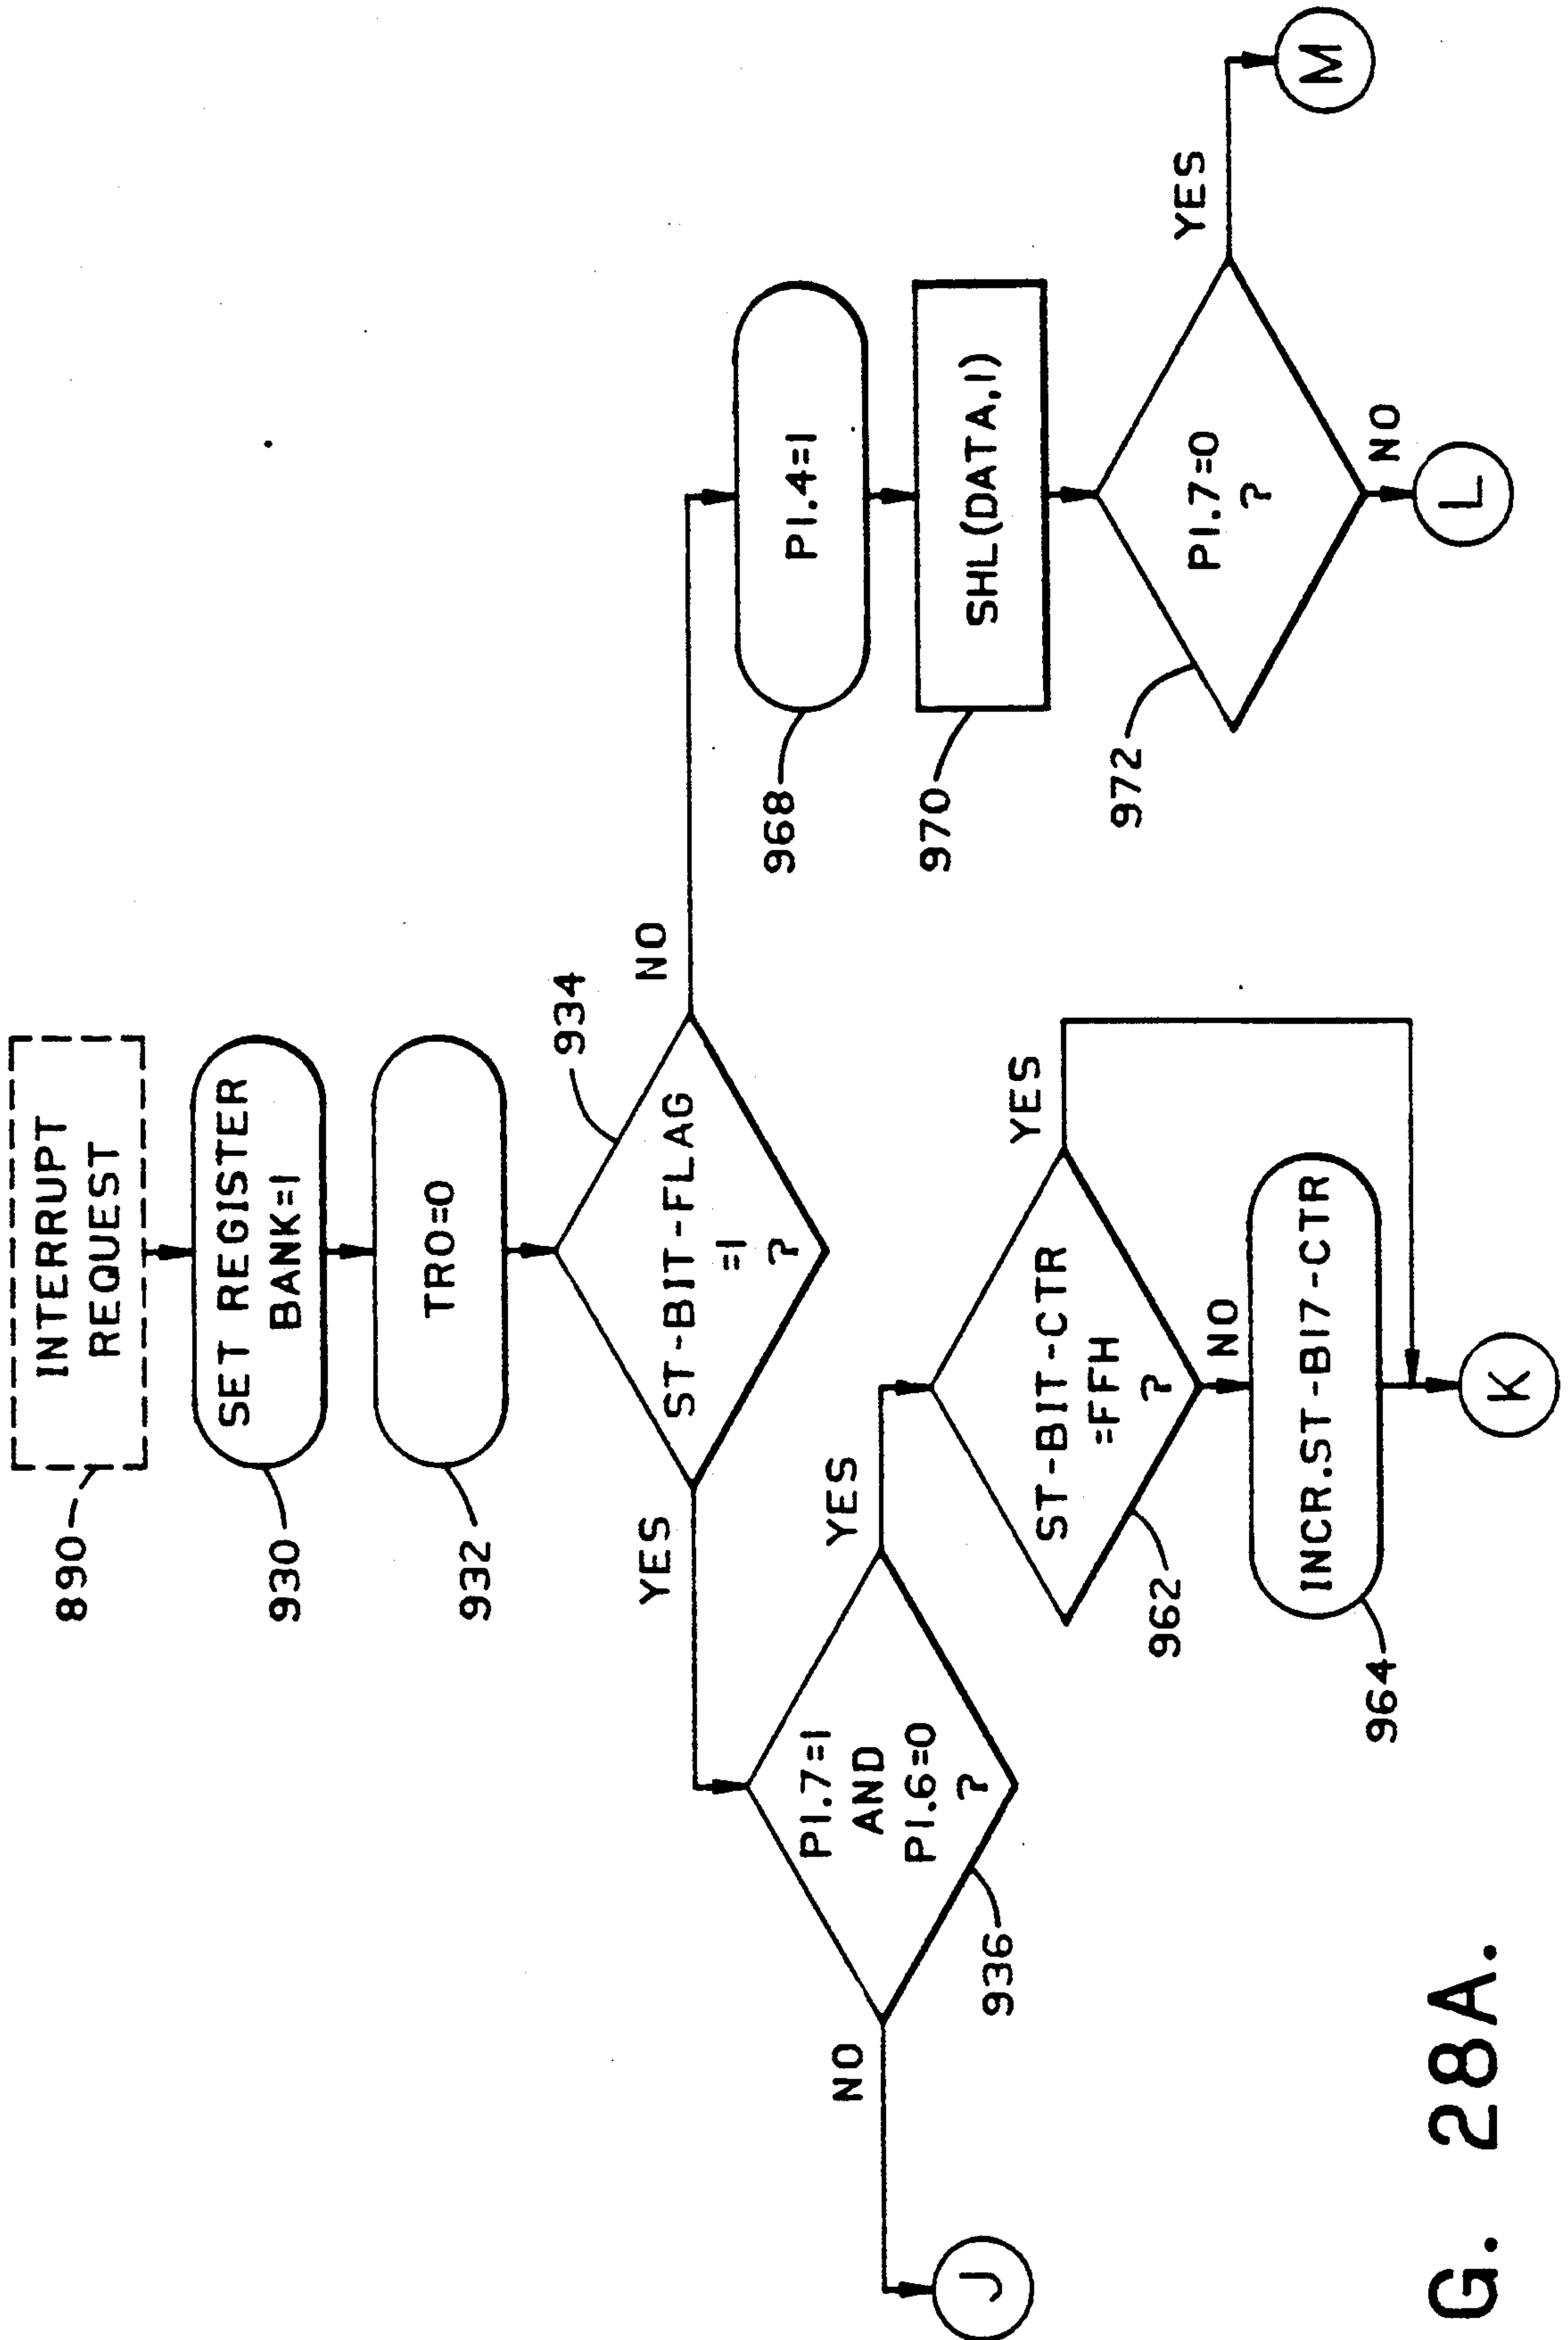 INTERRUPT
REQUEST
890
SET REGISTER
BANK=1
930
TR0=0
932
ST-BIT-FLAG
=1
?
934
YES
NO
P1.7=1
AND
P1.6=0
?
936
NO
YES
J
ST-BIT-CTR
=FFH
?
962
YES
NO
INCR.ST-BI7-CTR
964
K
P1.4=1
968
SHL(DATA,1)
970
P1.7=0
?
972
YES
NO
M
L
G. 28A.